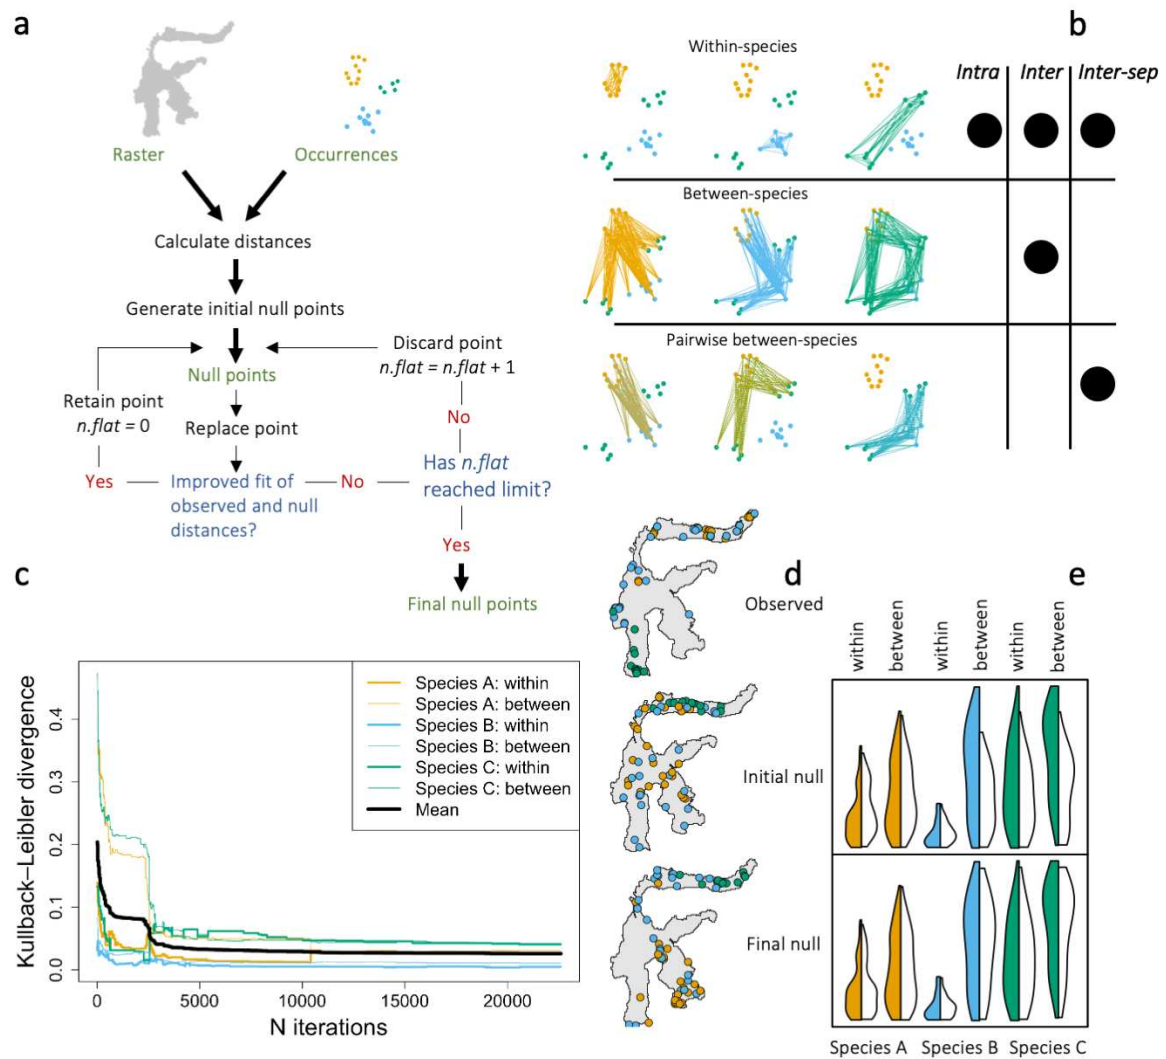 a
Raster
Occurrences
Calculate distances
Generate initial null points
Null points
Discard point
n.flat = n.flat + 1
Retain point
n.flat = 0
Replace point
No
Yes
Improved fit of
observed and null
distances?
No
Has n.flat
reached limit?
Yes
Final null points
b
Within-species
Intra
Inter
Inter-sep
Between-species
Pairwise between-species
c
Kullback–Leibler divergence
0.4
0.3
0.2
0.1
0.0
Species A: within
Species A: between
Species B: within
Species B: between
Species C: within
Species C: between
Mean
0
5000
10000
15000
20000
N iterations
d
Observed
Initial null
Final null
e
within
between
within
between
within
between
Species A
Species B
Species C